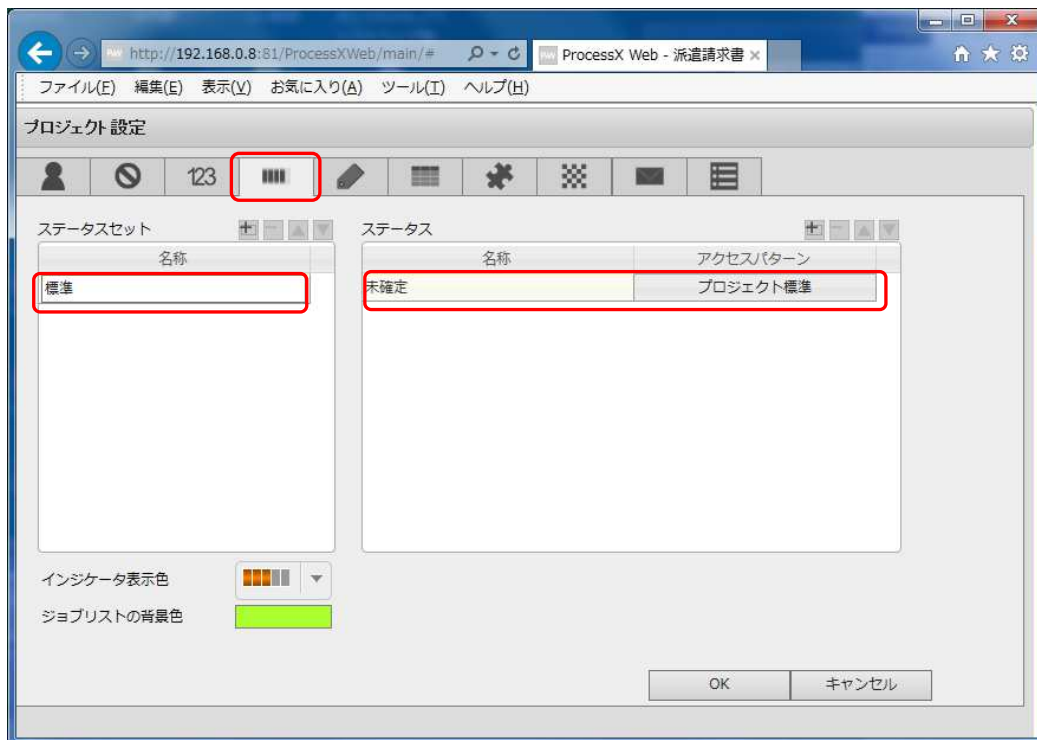 http://192.168.0.8:81/ProcessXWeb/main/#
ProcessX Web - 派遣請求書
ファイル(F) 編集(E) 表示(V) お気に入り(A) ツール(T) ヘルプ(H)
プロジェクト設定
123
ステータスセット
ステータス
名称
名称 アクセスパターン
標準
未確定 プロジェクト標準
インジケータ表示色
ジョブリストの背景色
OK キャンセル